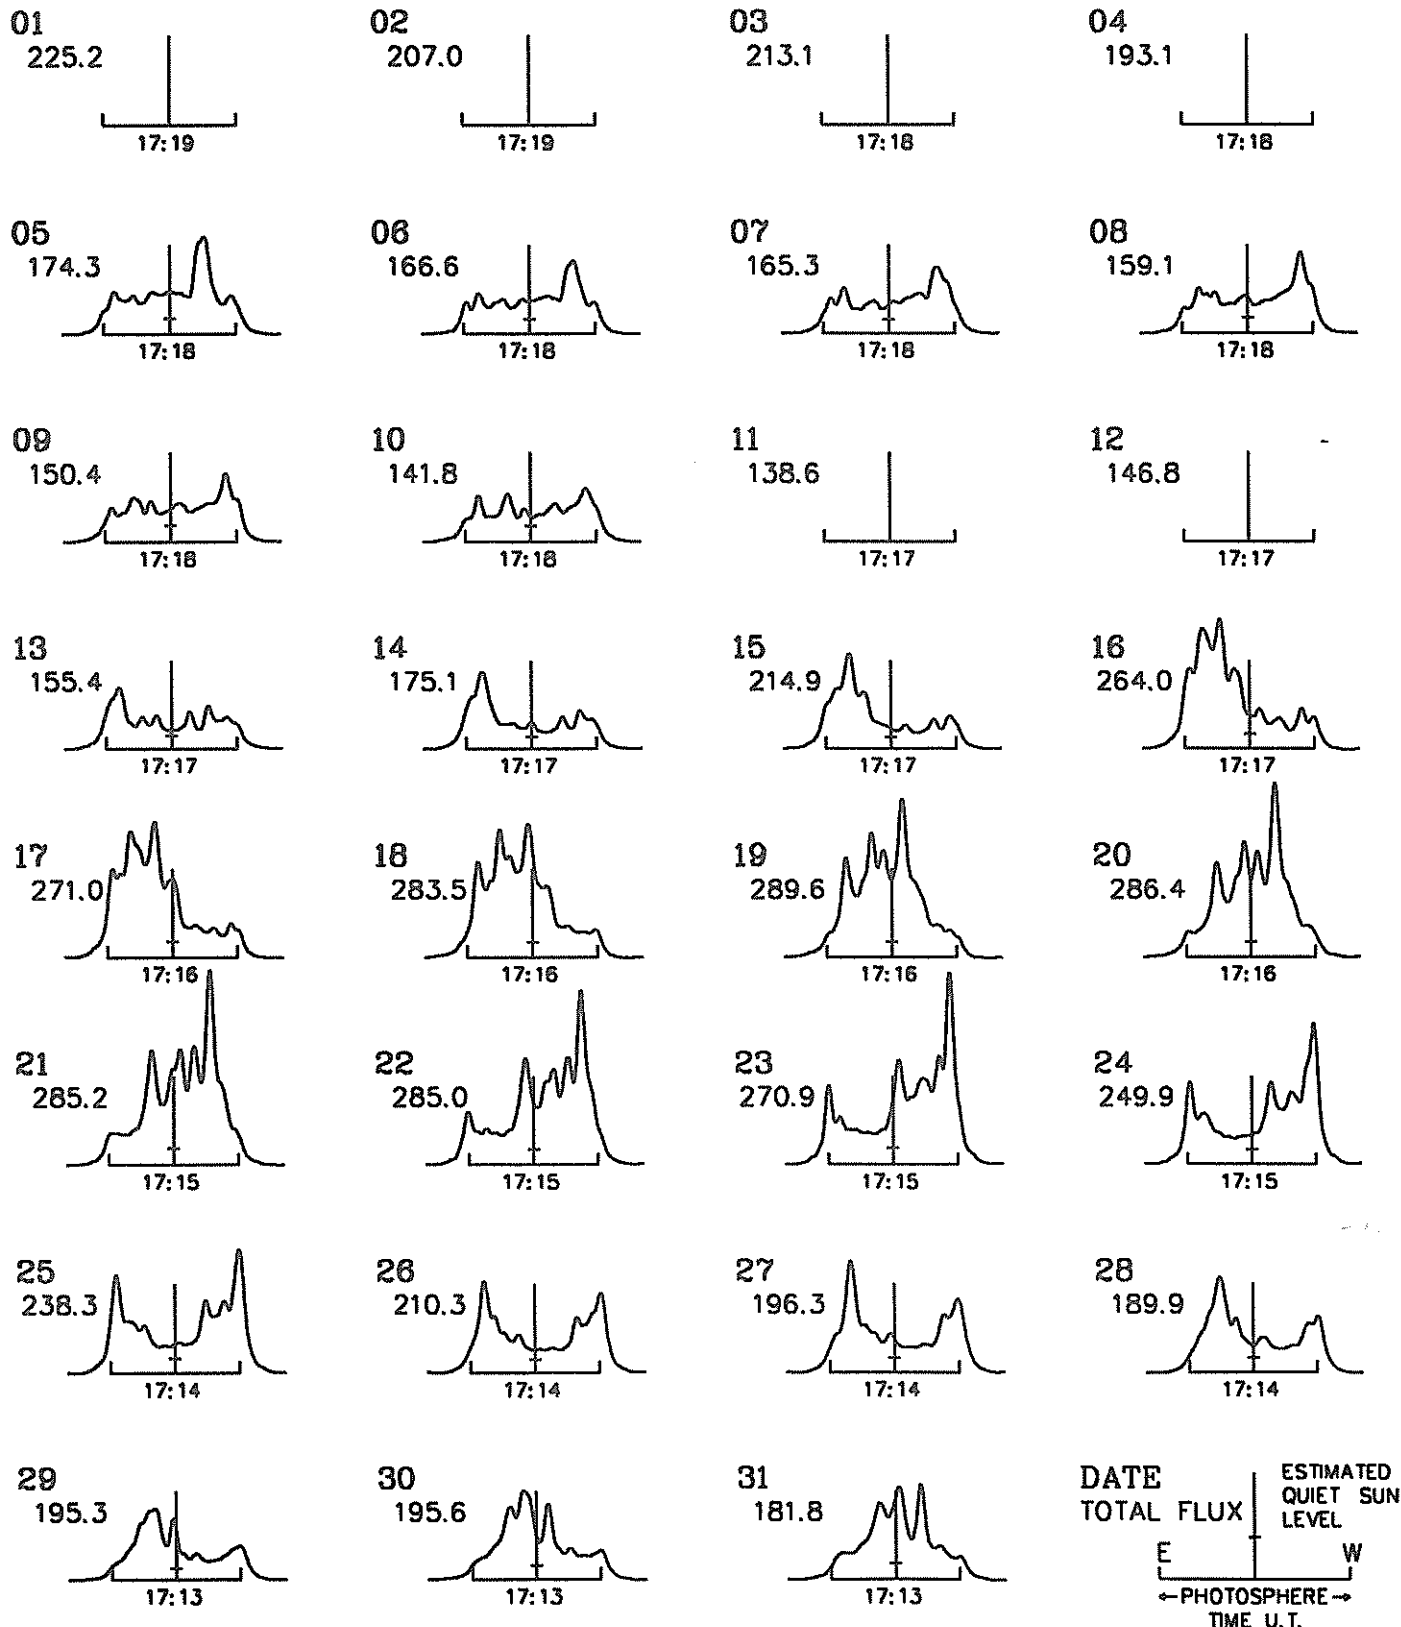 01 02 03 04
225.2 207.0 213.1 193.1
17:19 17:19 17:18 17:18
05 06 07 08
174.3 166.6 165.3 159.1
17:18 17:18 17:18 17:18
09 10 11 12
150.4 141.8 138.6 146.8
17:18 17:18 17:17 17:17
13 14 15 16
155.4 175.1 214.9 264.0
17:17 17:17 17:17 17:17
17 18 19 20
271.0 283.5 289.6 286.4
17:16 17:16 17:16 17:16
21 22 23 24
285.2 285.0 270.9 249.9
17:15 17:15 17:15 17:15
25 26 27 28
238.3 210.3 196.3 189.9
17:14 17:14 17:14 17:14
29 30 31
195.3 195.6 181.8
17:13 17:13 17:13
DATE
TOTAL FLUX
ESTIMATED
QUIET SUN
LEVEL
E W
←PHOTOSPHERE→
TIME U.T.